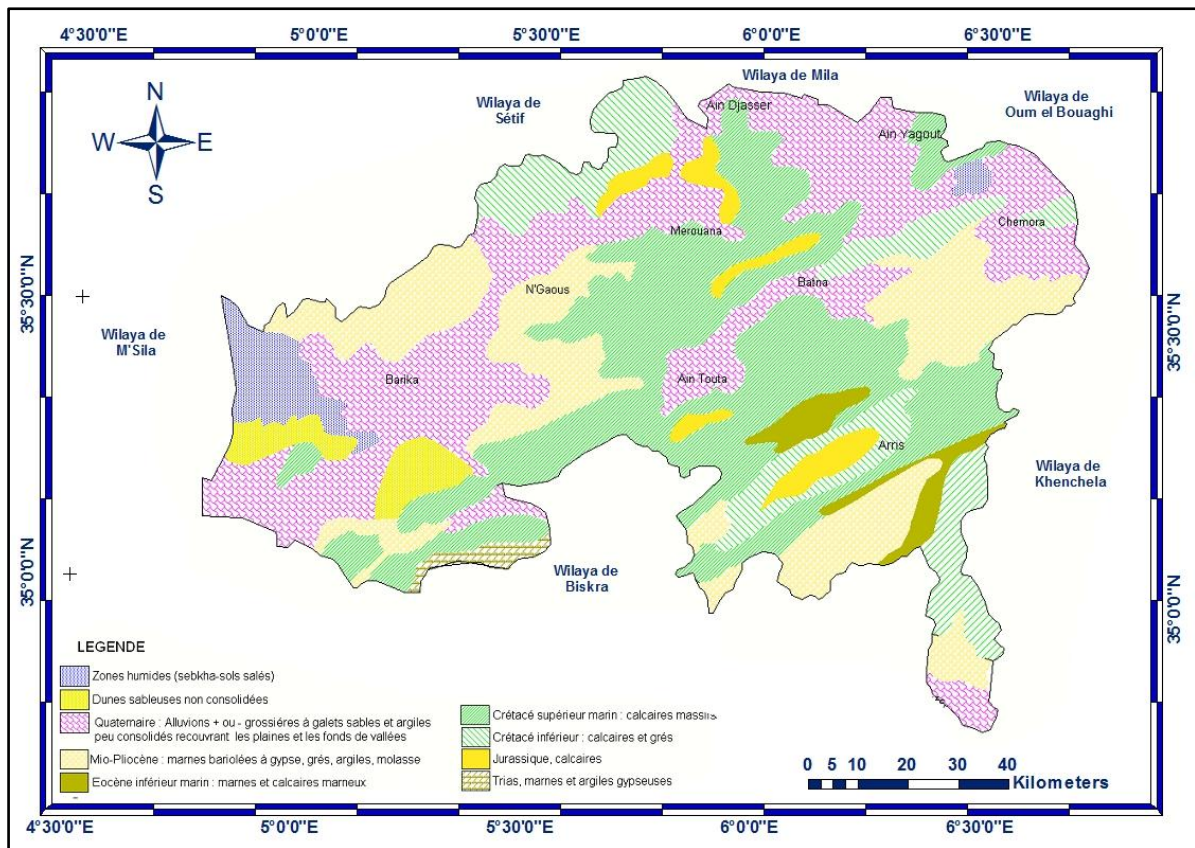 4°30'0"E 5°0'0"E 5°30'0"E 6°0'0"E 6°30'0"E
Wilaya de Mila
Wilaya de
Sétif
Wilaya de
Oum el Bouaghi
N
W E
S
Ain Djasser
Ain Yagout
Chemora
Merouana
35°30'0"N
N'Gaous
Batna
35°30'0"N
Wilaya de
M'Sila
Barika
Ain Touta
Arris
Wilaya de
Khenchela
Wilaya de
Biskra
35°0'0"N
35°0'0"N
LEGENDE
Zones humides (sebkha-sols salés)
Dunes sableuses non consolidées
Quaternaire : Alluvions + ou - grossières à galets sables et argiles
peu consolidés recouvrant les plaines et les fonds de vallées
Mio-Pliocène : marnes bariolées à gypse, grés, argiles, molasse
Eocène inférieur marin : marnes et calcaires marneux
Crétacé supérieur marin : calcaires
Crétacé inférieur : calcaires et grés
Jurassique, calcaires
Trias, marnes et argiles gypseuses
0 5 10 20 30 40
Kilometers
4°30'0"E 5°0'0"E 5°30'0"E 6°0'0"E 6°30'0"E